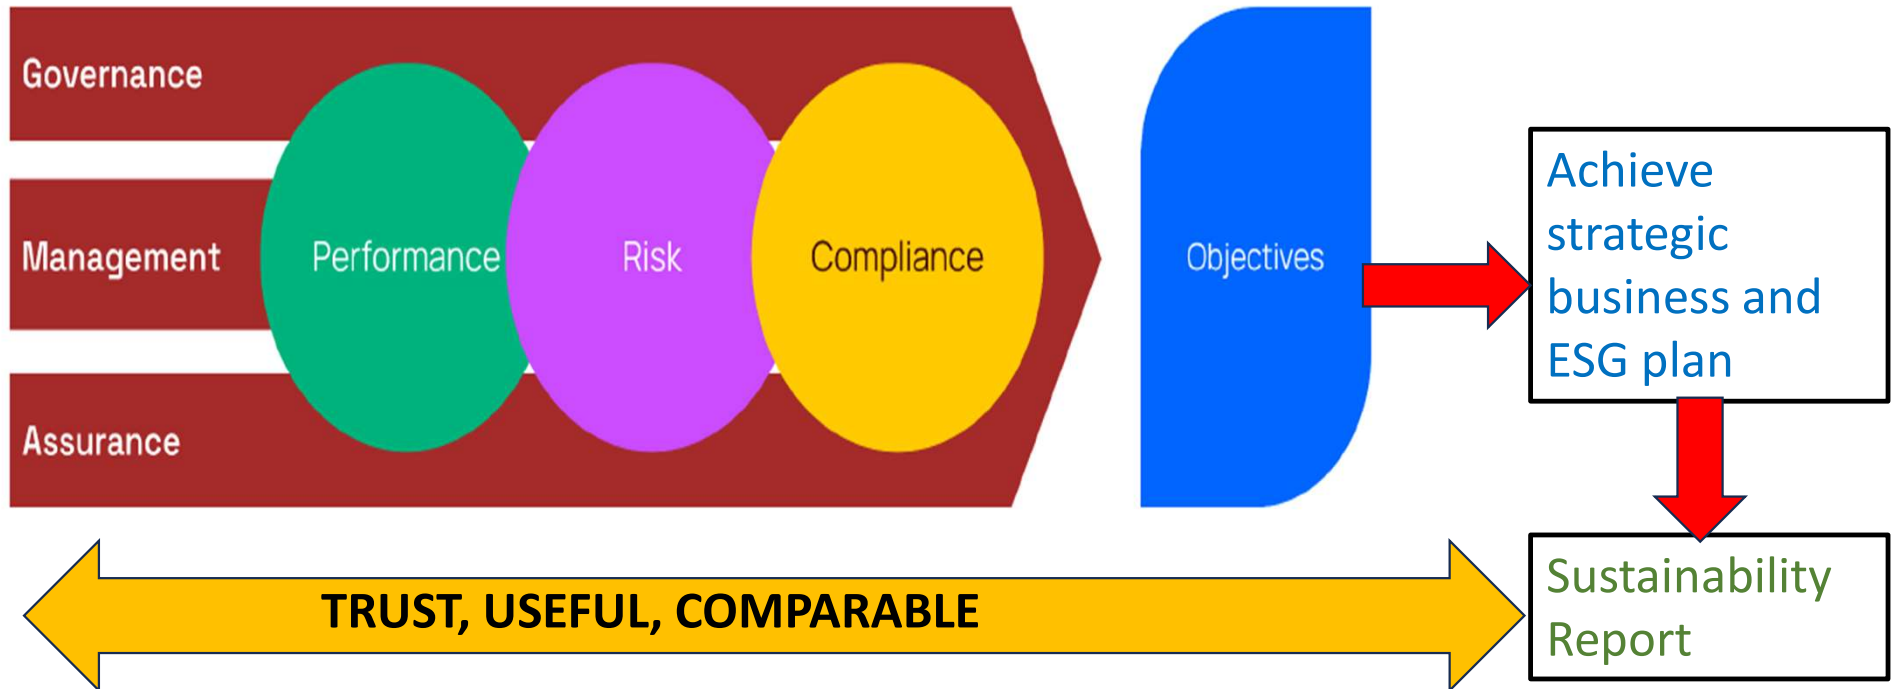 Governance
Management
Assurance
Performance
Risk
Compliance
Objectives
Achieve
strategic
business and
ESG plan
TRUST, USEFUL, COMPARABLE
Sustainability
Report